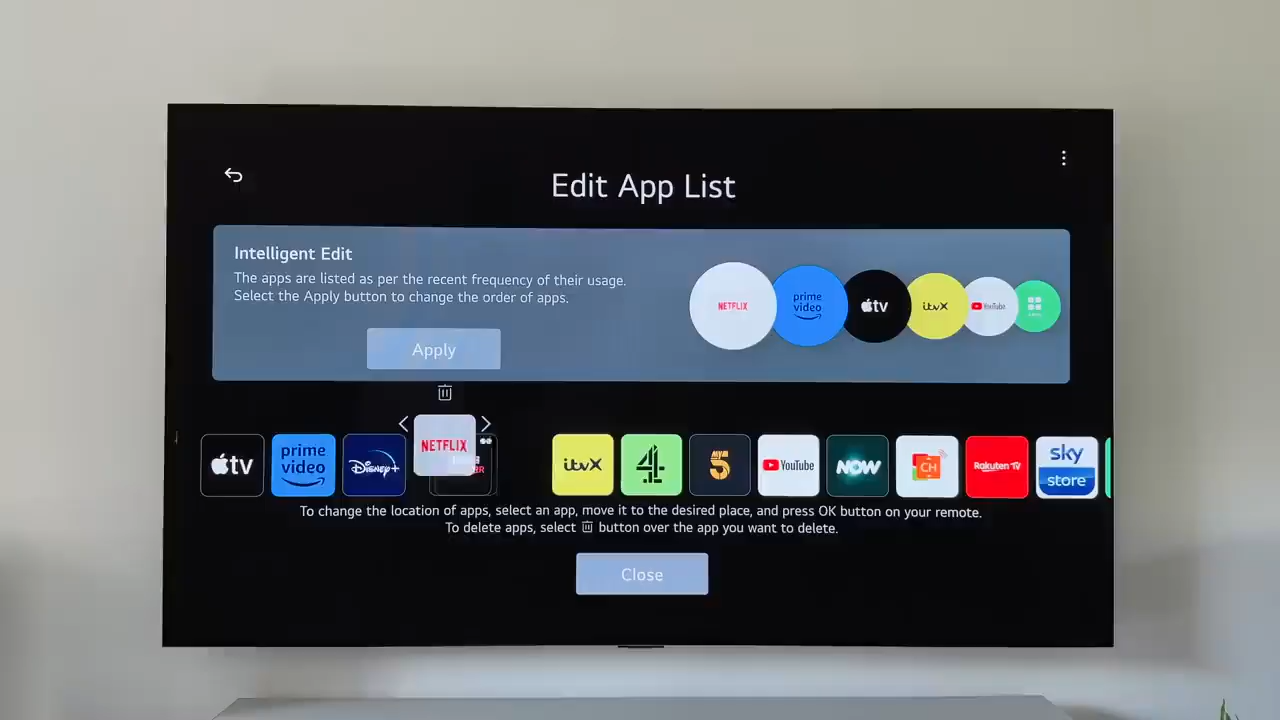 Edit App List
Intelligent Edit
The apps are listed as per the recent frequency of their usage.
Select the Apply button to change the order of apps.
Apply
NETFLIX
prime video
tv
itvX
YouTube
tv
prime video
Disney+
NETFLIX
itvX
4
5
YouTube
NOW
CH
Rakuten TV
sky store
To change the location of apps, select an app, move it to the desired place, and press OK button on your remote.
To delete apps, select button over the app you want to delete.
Close